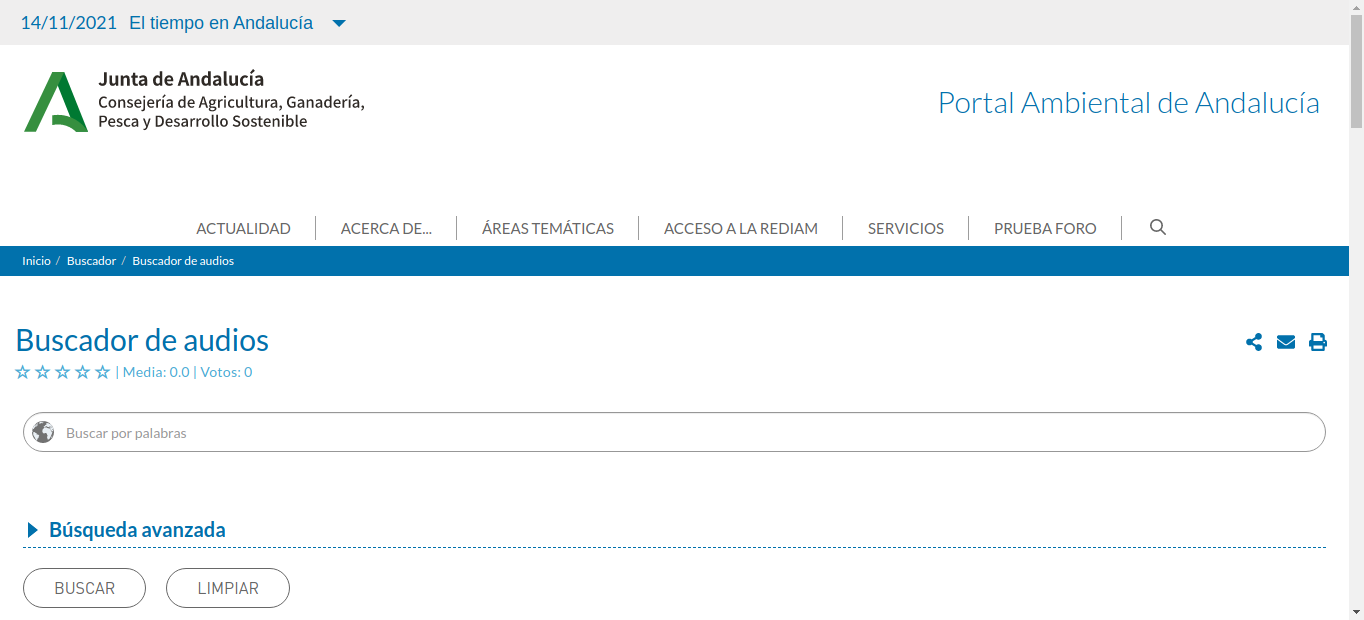 14/11/2021 El tiempo en Andalucía
Junta de Andalucía
Consejería de Agricultura, Ganadería,
Pesca y Desarrollo Sostenible
Portal Ambiental de Andalucía
ACTUALIDAD ACERCA DE... ÁREAS TEMÁTICAS ACCESO A LA REDIAM SERVICIOS PRUEBA FORO
Inicio / Buscador / Buscador de audios
Buscador de audios
| Media: 0.0 | Votos: 0
Buscar por palabras
Búsqueda avanzada
BUSCAR LIMPIAR